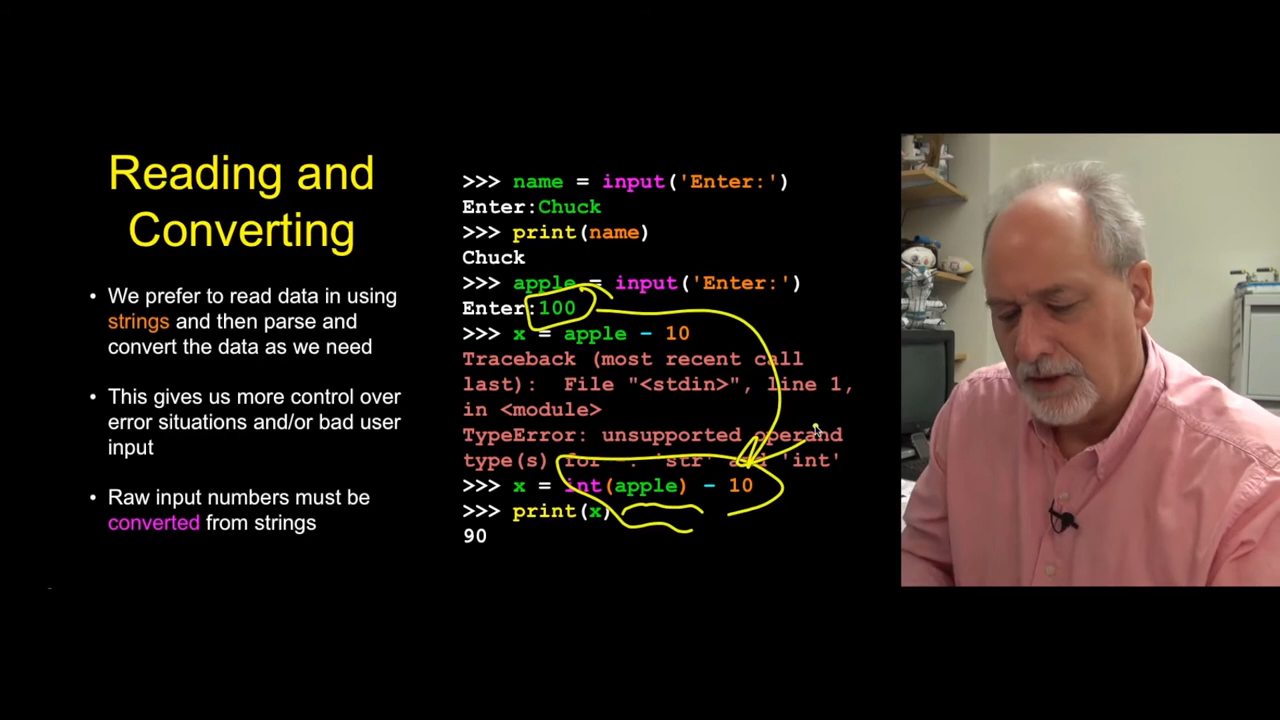 Reading and
Converting
• We prefer to read data in using
strings and then parse and
convert the data as we need
• This gives us more control over
error situations and/or bad user
input
• Raw input numbers must be
converted from strings
>>> name = input('Enter:')
Enter:Chuck
>>> print(name)
Chuck
>>> apple = input('Enter:')
Enter:100
>>> x = apple - 10
Traceback (most recent call
last): File "<stdin>", line 1,
in <module>
TypeError: unsupported operand
type(s) for -: 'str' and 'int'
>>> x = int(apple) - 10
>>> print(x)
90